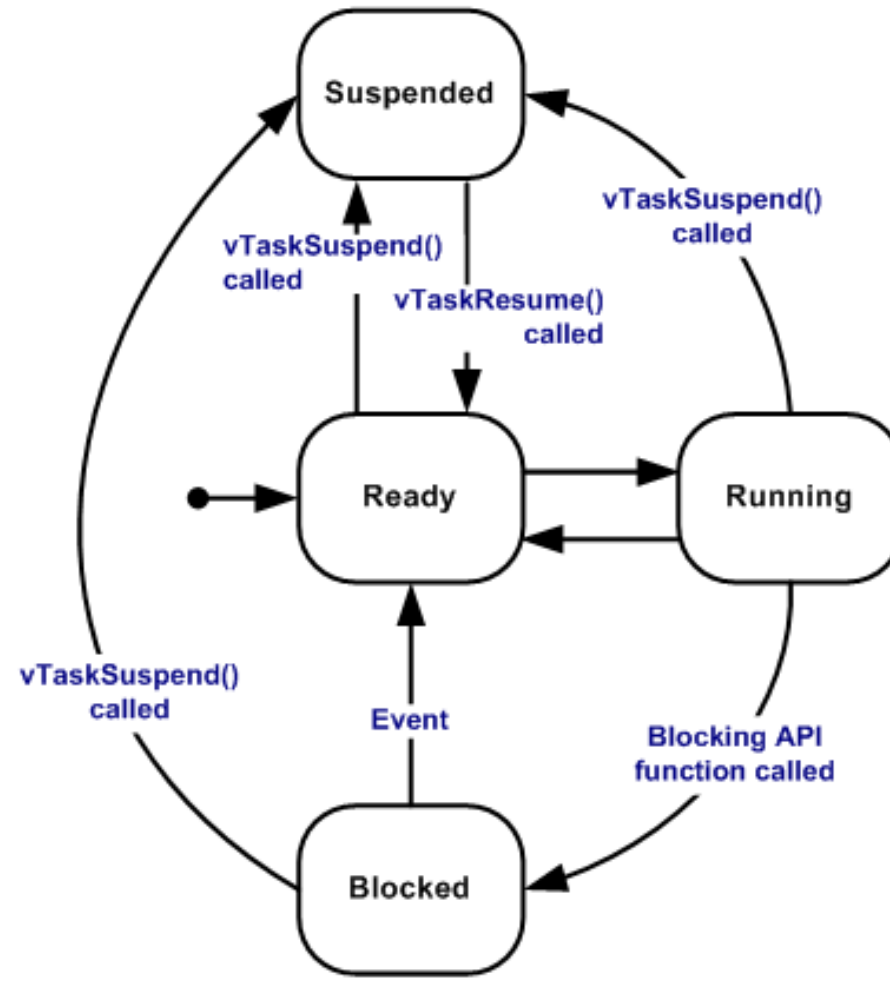 Suspended
vTaskSuspend()
called
vTaskSuspend()
called
vTaskResume()
called
Ready
Running
vTaskSuspend()
called
Event
Blocking API
function called
Blocked